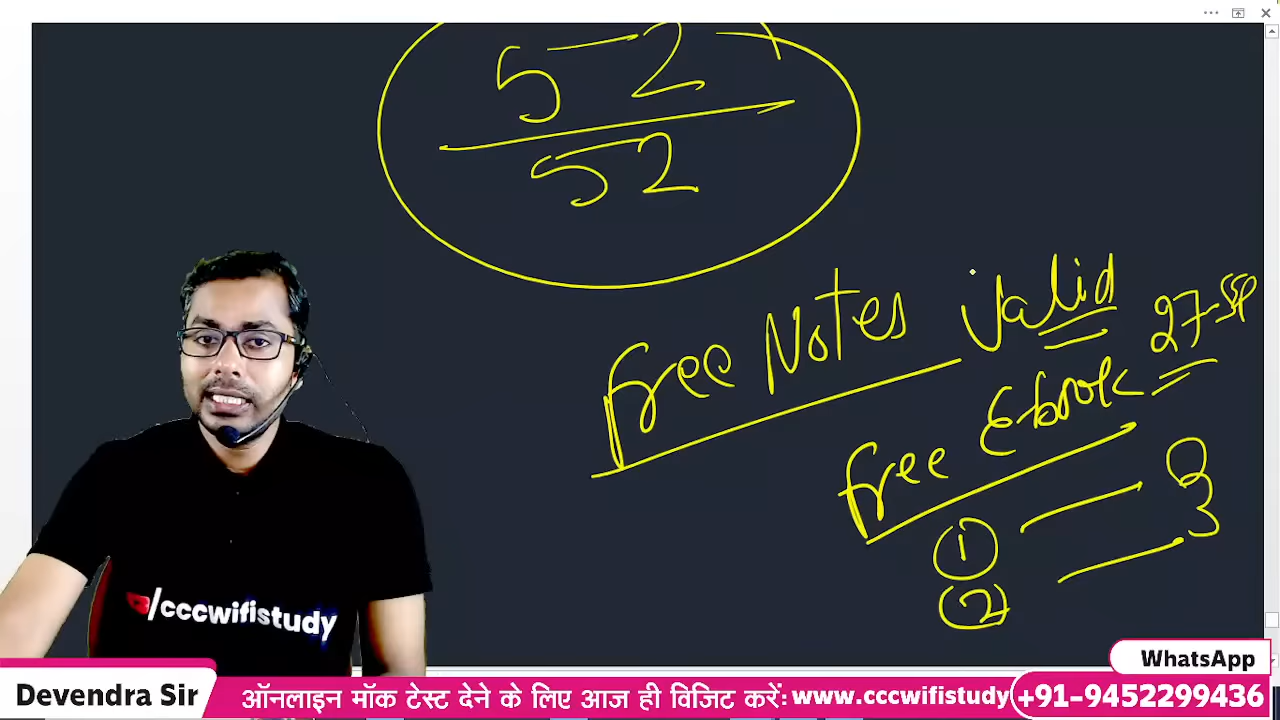 52
52
Free Notes Valid
27-Sep
Free Ebook
1
2
/cccwifistudy
WhatsApp
Devendra Sir
ऑनलाइन मॉक टेस्ट देने के लिए आज ही विजिट करें: www.cccwifistudy
+91-9452299436